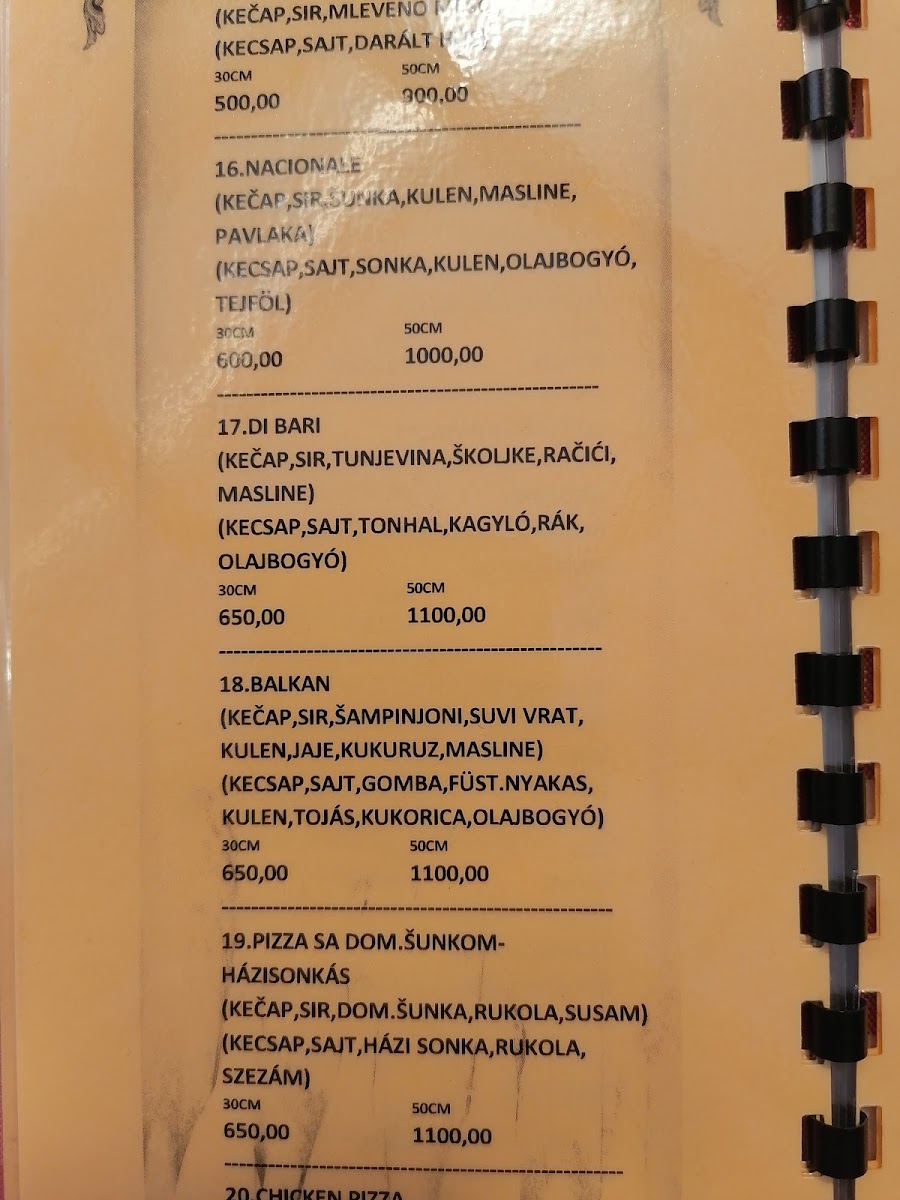 (KEČAP,SIR,MLEVENO
(KECSAP,SAJT,DARÁLT
30CM 50CM
500,00 900,00
16.NACIONALE
(KEČAP,SIR,ŠUNKA,KULEN,MASLINE,
PAVLAKA)
(KECSAP,SAJT,SONKA,KULEN,OLAJBOGYÓ,
TEJFÖL)
30CM 50CM
600,00 1000,00
17.DI BARI
(KEČAP,SIR,TUNJEVINA,ŠKOLJKE,RAČIĆI,
MASLINE)
(KECSAP,SAJT,TONHAL,KAGYLÓ,RÁK,
OLAJBOGYÓ)
30CM 50CM
650,00 1100,00
18.BALKAN
(KEČAP,SIR,ŠAMPINJONI,SUVI VRAT,
KULEN,JAJE,KUKURUZ,MASLINE)
(KECSAP,SAJT,GOMBA,FÜST.NYAKAS,
KULEN,TOJÁS,KUKORICA,OLAJBOGYÓ)
30CM 50CM
650,00 1100,00
19.PIZZA SA DOM.ŠUNKOM-
HÁZISONKÁS
(KEČAP,SIR,DOM.ŠUNKA,RUKOLA,SUSAM)
(KECSAP,SAJT,HÁZI SONKA,RUKOLA,
SZEZÁM)
30CM 50CM
650,00 1100,00
20.CHICKEN PIZZA